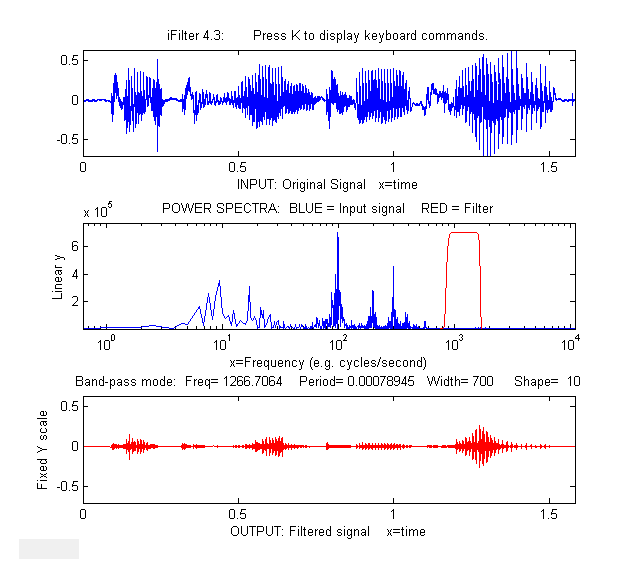 iFilter 4.3: Press K to display keyboard commands.
0.5
0
-0.5
0 0.5 1 1.5
INPUT: Original Signal x=time
POWER SPECTRA: BLUE = Input signal RED = Filter
x 10^5
6
4
2
Linear y
10^0 10^1 10^2 10^3 10^4
x=Frequency (e.g. cycles/second)
Band-pass mode: Freq= 1266.7064 Period= 0.00078945 Width= 700 Shape= 10
0.5
0
-0.5
Fixed Y scale
0 0.5 1 1.5
OUTPUT: Filtered signal x=time